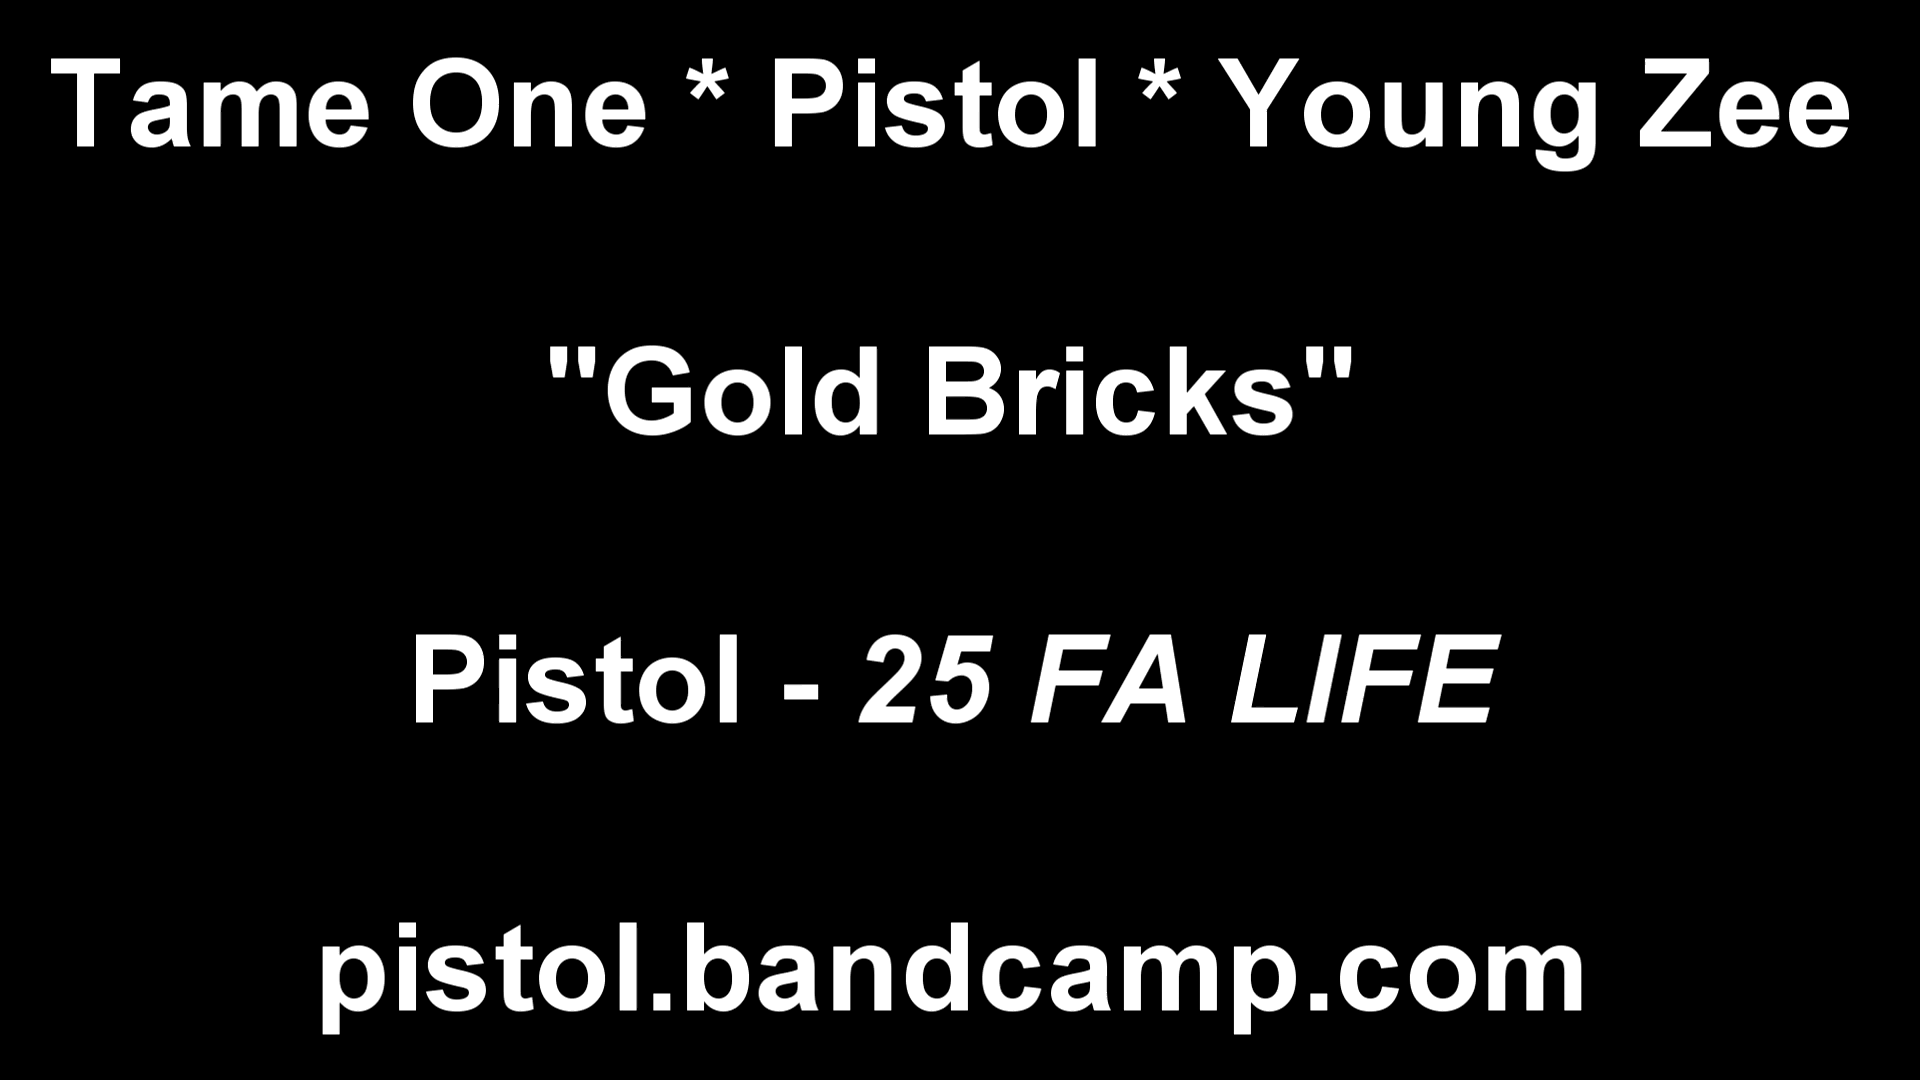 Tame One * Pistol * Young Zee
"Gold Bricks"
Pistol - 25 FA LIFE
pistol.bandcamp.com